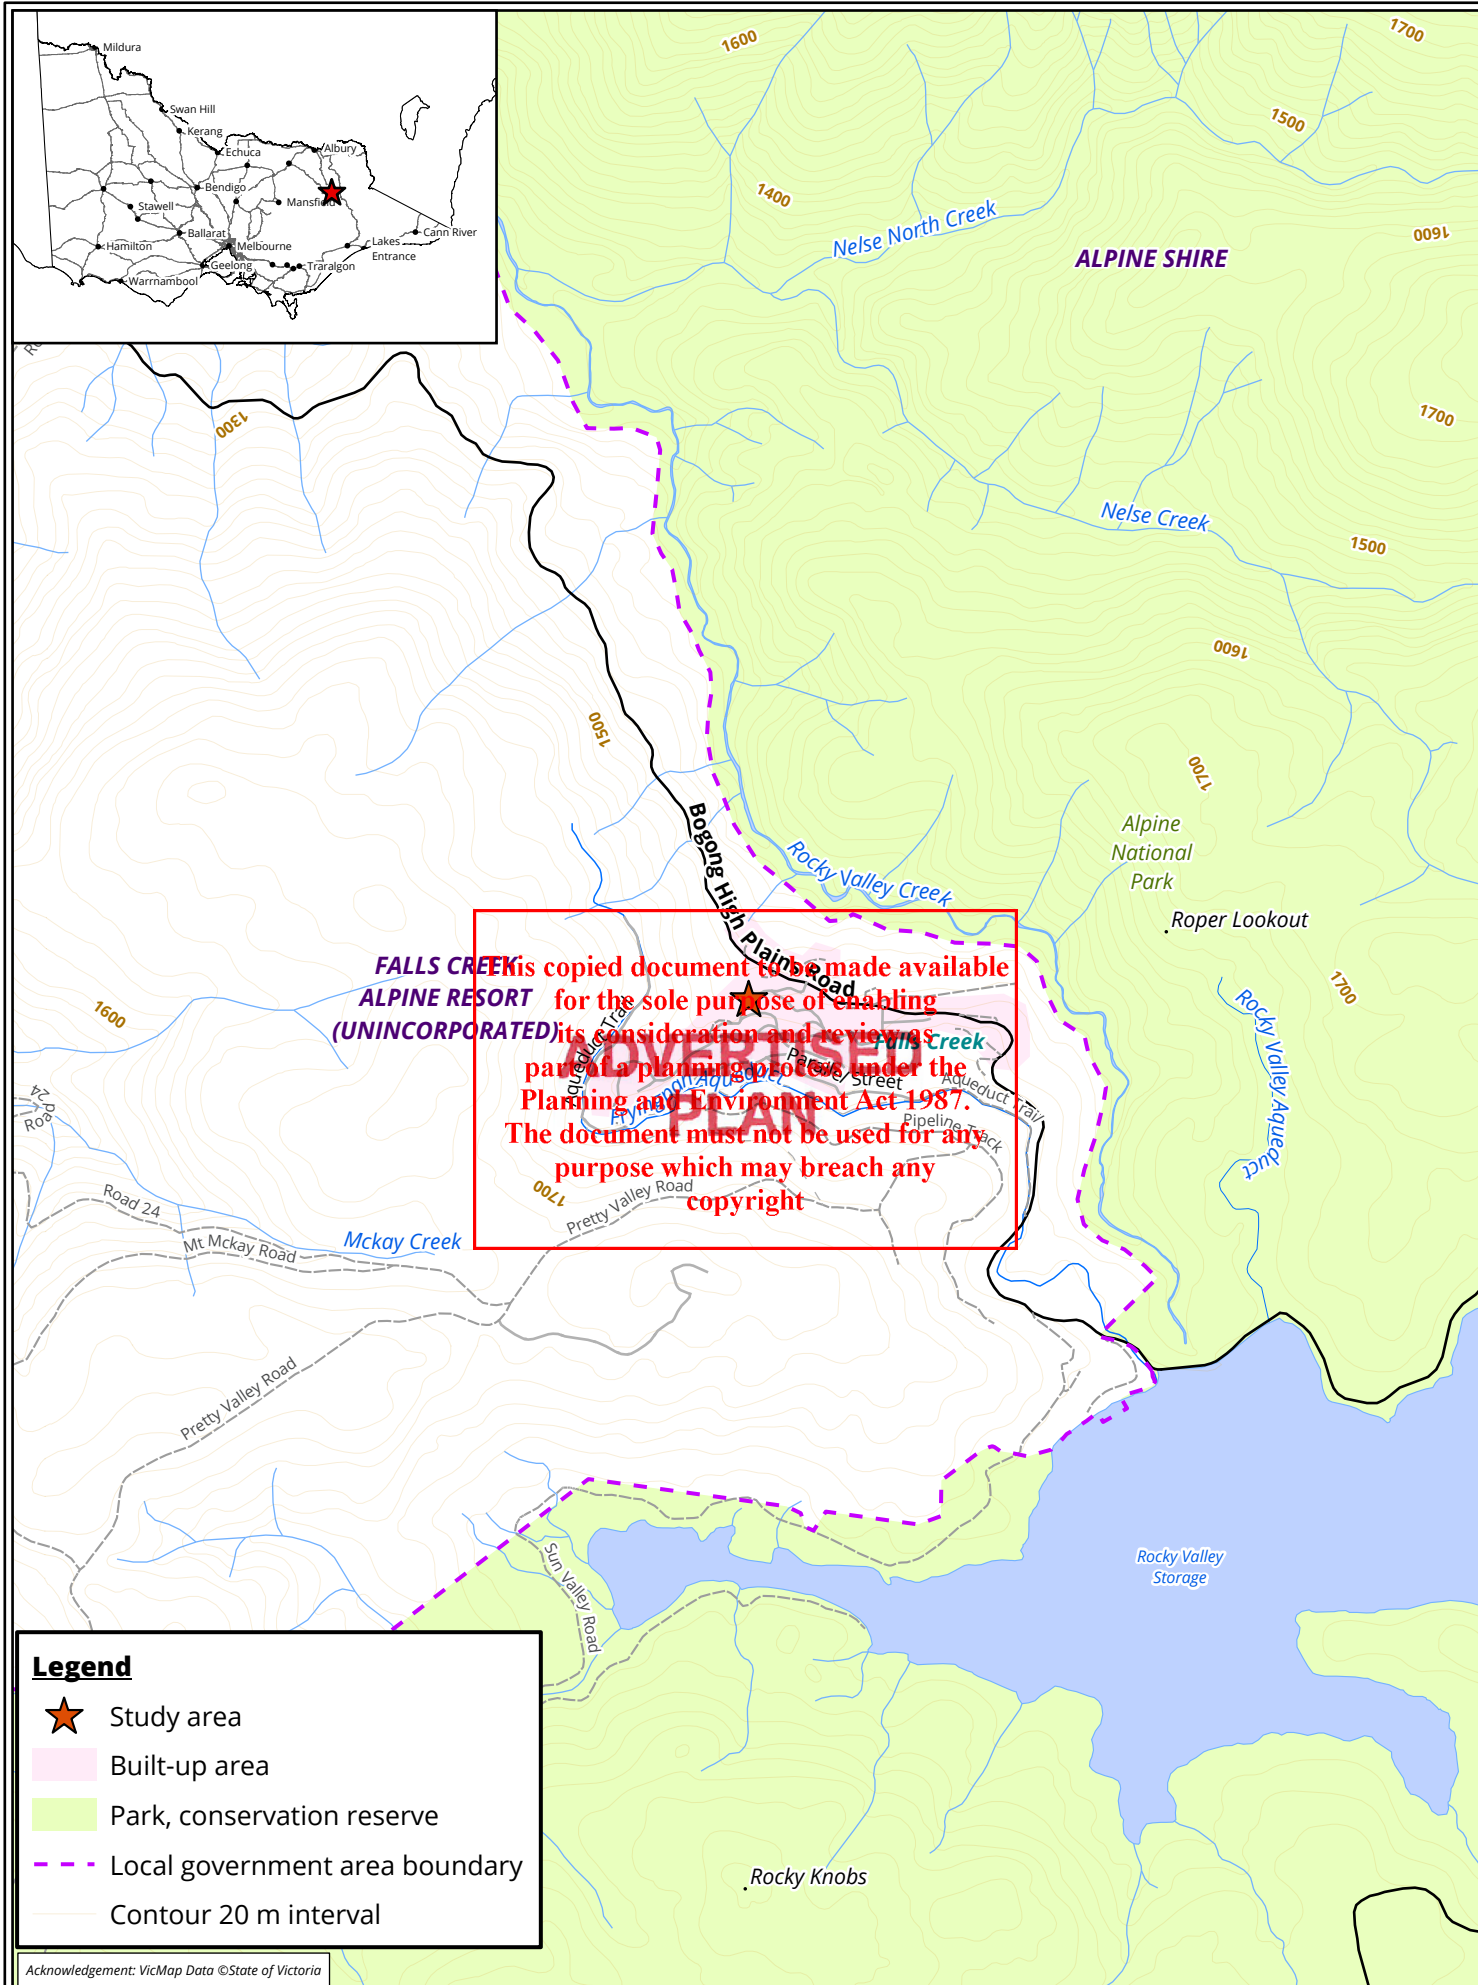 Mildura
Swan Hill
Kerang
Echuca
Albury
Bendigo
Mansfield
Stawell
Ballarat
Cann River
Hamilton
Melbourne
Lakes
Entrance
Geelong
Traralgon
Warrnambool
1600
1700
1500
1400
Nelse North Creek
1600
ALPINE SHIRE
1300
1700
Nelse Creek
1500
1600
1500
1700
Bogong High Plains Road
Rocky Valley Creek
Alpine
National
Park
Roper Lookout
FALLS CREEK
ALPINE RESORT
(UNINCORPORATED)
This copied document to be made available
for the sole purpose of enabling
its consideration and review as
part of a planning process under the
Planning and Environment Act 1987.
The document must not be used for any
purpose which may breach any
copyright
ADVERTISED
PLAN
1700
1600
Aqueduct Trail
Falls Creek
Parallel Street
Frying pan Aqueduct
Aqueduct Trail
Pipeline Track
Rocky Valley Aqueduct
Road 24
Road 24
1700
Pretty Valley Road
Mt Mckay Road
Mckay Creek
Pretty Valley Road
Sun Valley Road
Rocky Valley
Storage
Rocky Knobs
Legend
Study area
Built-up area
Park, conservation reserve
Local government area boundary
Contour 20 m interval
Acknowledgement: VicMap Data ©State of Victoria